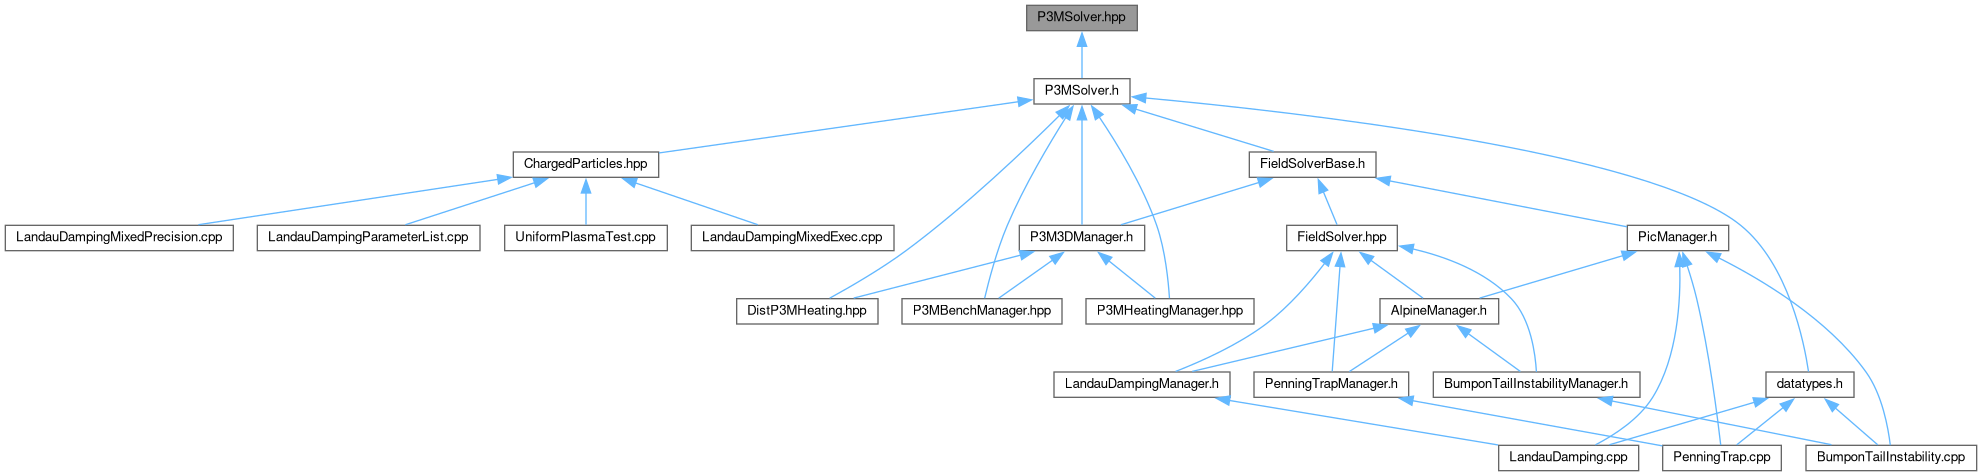 P3MSolver.hpp
P3MSolver.h
ChargedParticles.hpp
FieldSolverBase.h
LandauDampingMixedPrecision.cpp
LandauDampingParameterList.cpp
UniformPlasmaTest.cpp
LandauDampingMixedExec.cpp
P3M3DManager.h
FieldSolver.hpp
PicManager.h
DistP3MHeating.hpp
P3MBenchManager.hpp
P3MHeatingManager.hpp
AlpineManager.h
LandauDampingManager.h
PenningTrapManager.h
BumponTailInstabilityManager.h
datatypes.h
LandauDamping.cpp
PenningTrap.cpp
BumponTailInstability.cpp